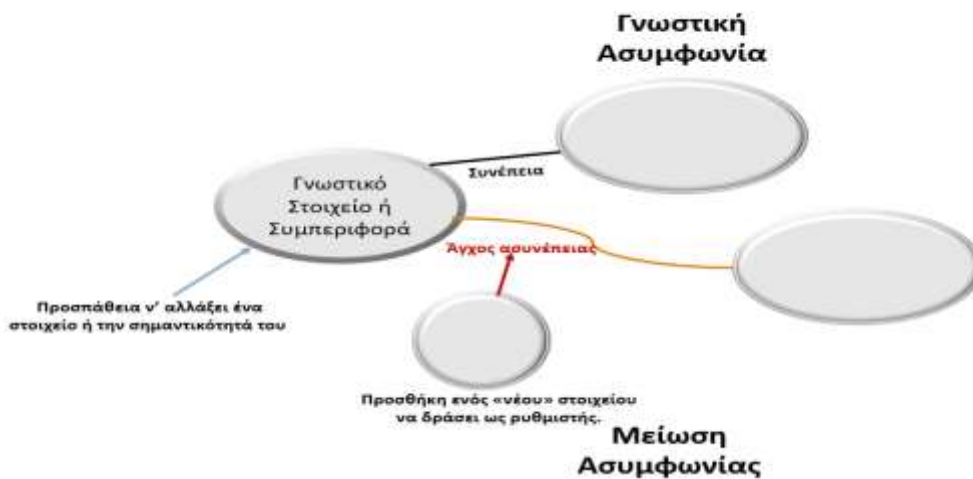 Γνωστική
Ασυμφωνία
Συνέπεια
Γνωστικό
Στοιχείο ή
Συμπεριφορά
Άγχος ασυνέπειας
Προσπάθεια ν' αλλάξει ένα
στοιχείο ή την σημαντικότητά του
Προσθήκη ενός «νέου» στοιχείου
να δράσει ως ρυθμιστής.
Μείωση
Ασυμφωνίας